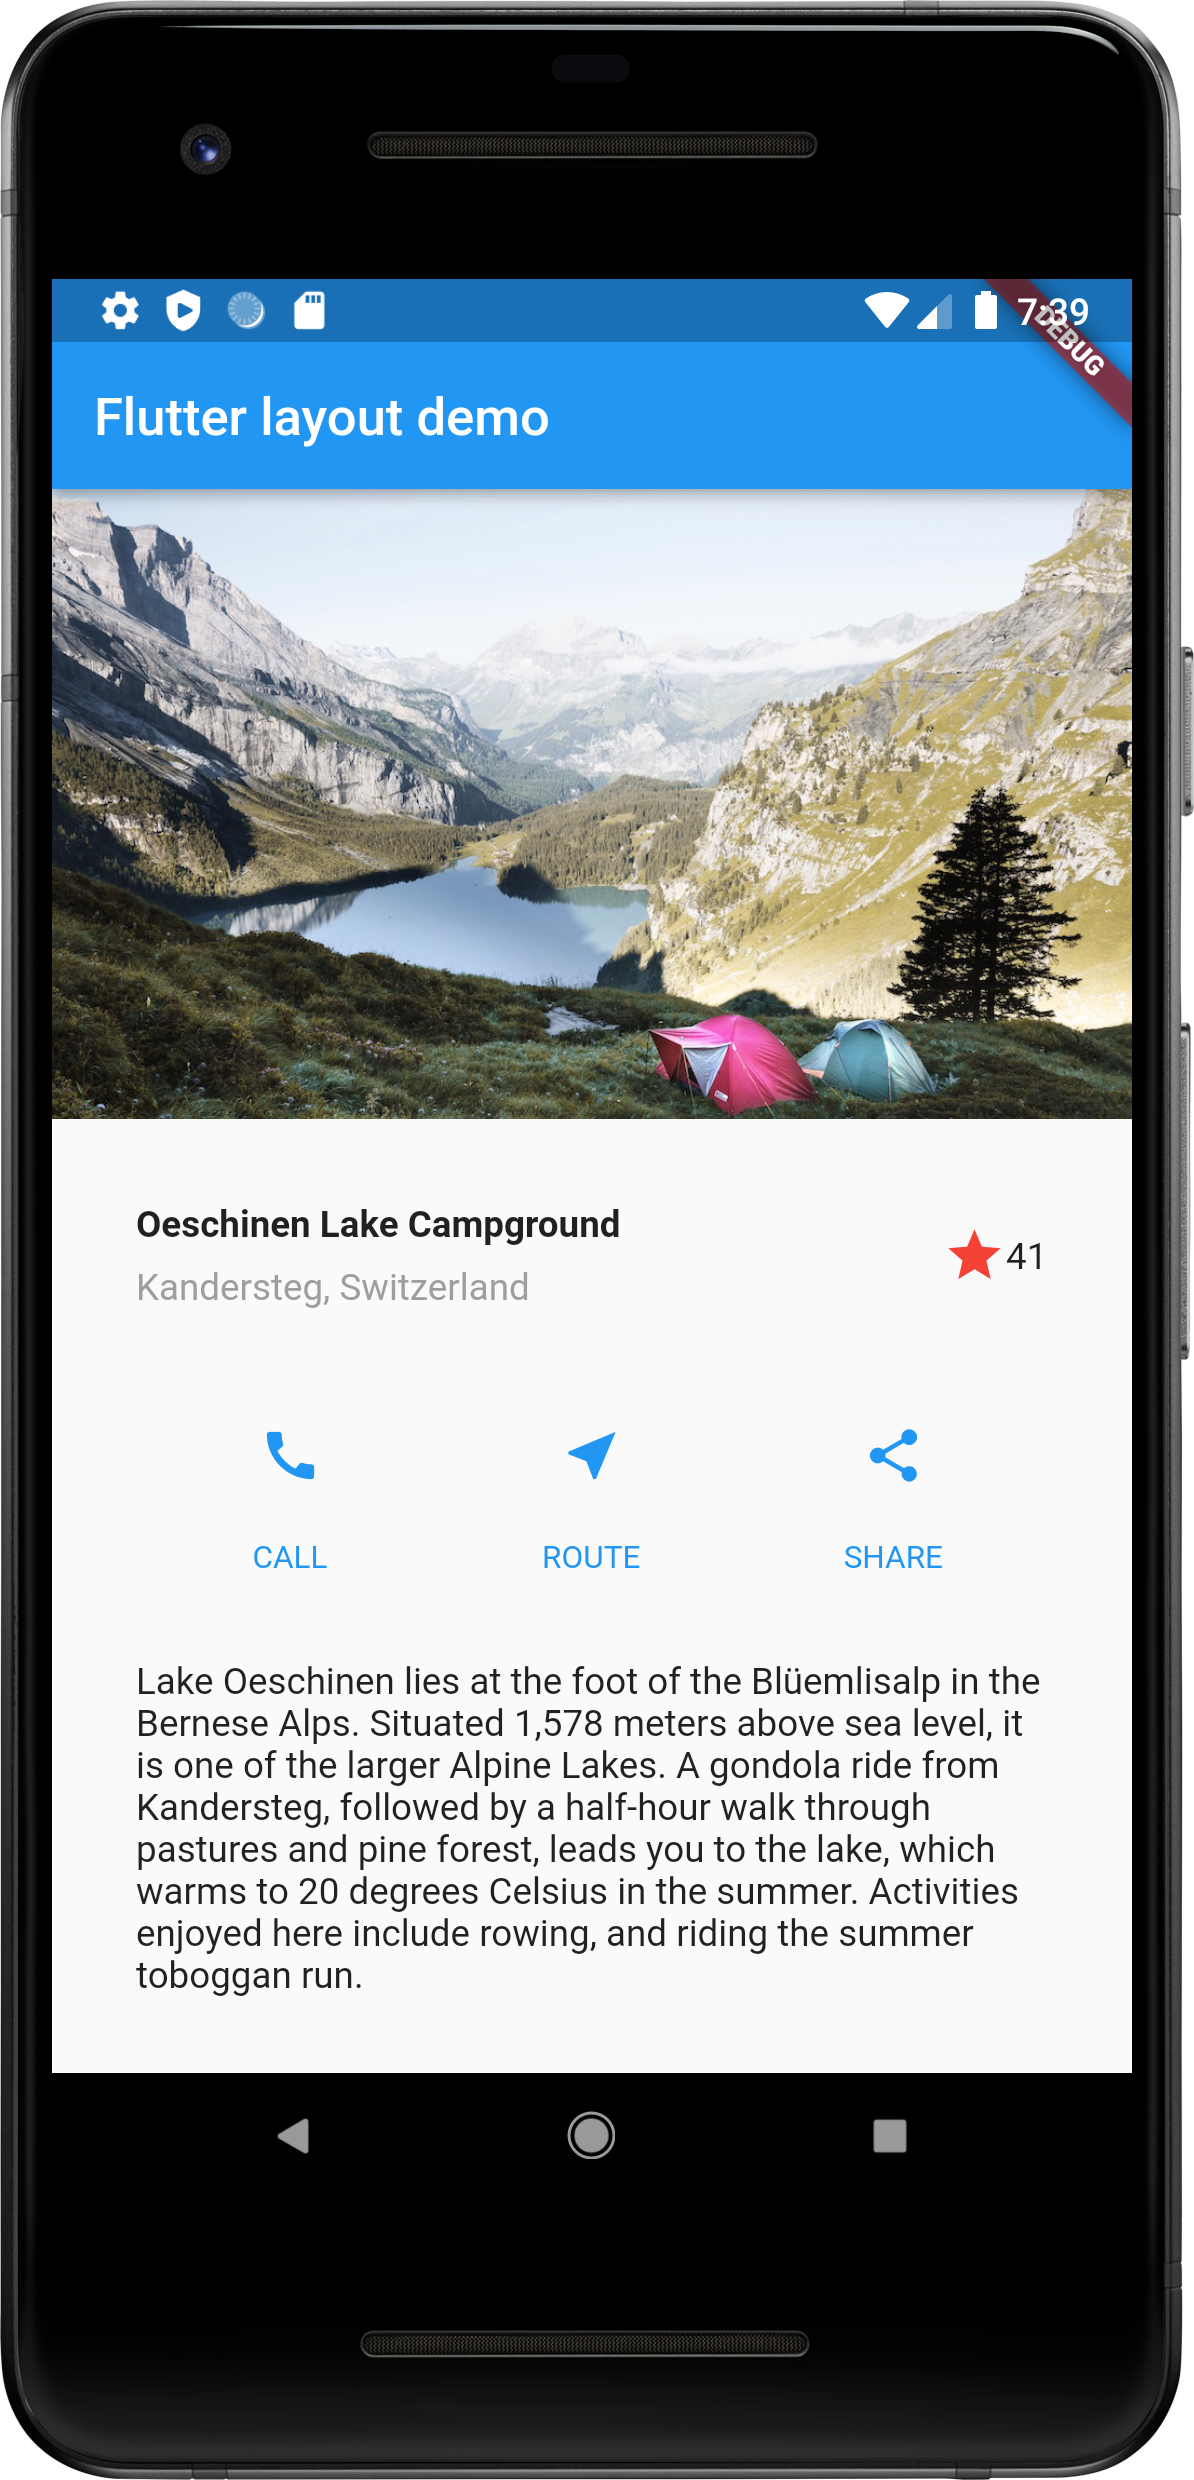 7:39
DEBUG
Flutter layout demo
Oeschinen Lake Campground
Kandersteg, Switzerland
41
CALL
ROUTE
SHARE
Lake Oeschinen lies at the foot of the Blüemlisalp in the
Bernese Alps. Situated 1,578 meters above sea level, it
is one of the larger Alpine Lakes. A gondola ride from
Kandersteg, followed by a half-hour walk through
pastures and pine forest, leads you to the lake, which
warms to 20 degrees Celsius in the summer. Activities
enjoyed here include rowing, and riding the summer
toboggan run.